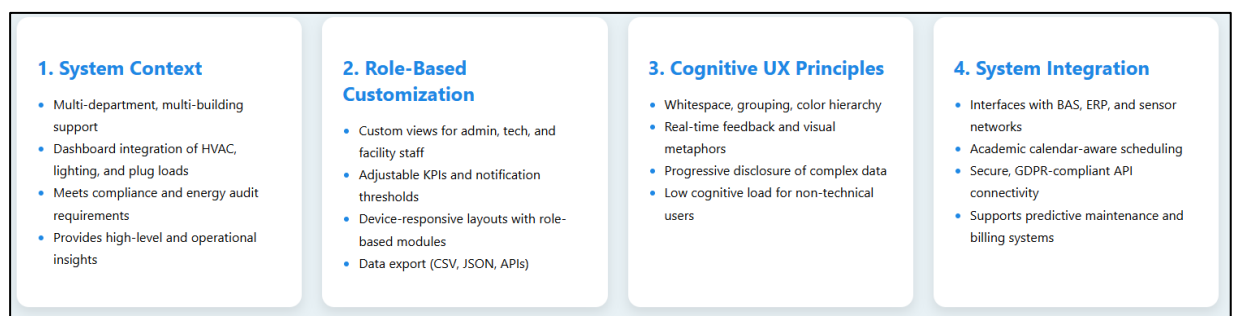 1. System Context
• Multi-department, multi-building
support
• Dashboard integration of HVAC,
lighting, and plug loads
• Meets compliance and energy audit
requirements
• Provides high-level and operational
insights
2. Role-Based
Customization
• Custom views for admin, tech, and
facility staff
• Adjustable KPIs and notification
thresholds
• Device-responsive layouts with role-
based modules
• Data export (CSV, JSON, APIs)
3. Cognitive UX Principles
• Whitespace, grouping, color hierarchy
• Real-time feedback and visual
metaphors
• Progressive disclosure of complex data
• Low cognitive load for non-technical
users
4. System Integration
• Interfaces with BAS, ERP, and sensor
networks
• Academic calendar-aware scheduling
• Secure, GDPR-compliant API
connectivity
• Supports predictive maintenance and
billing systems